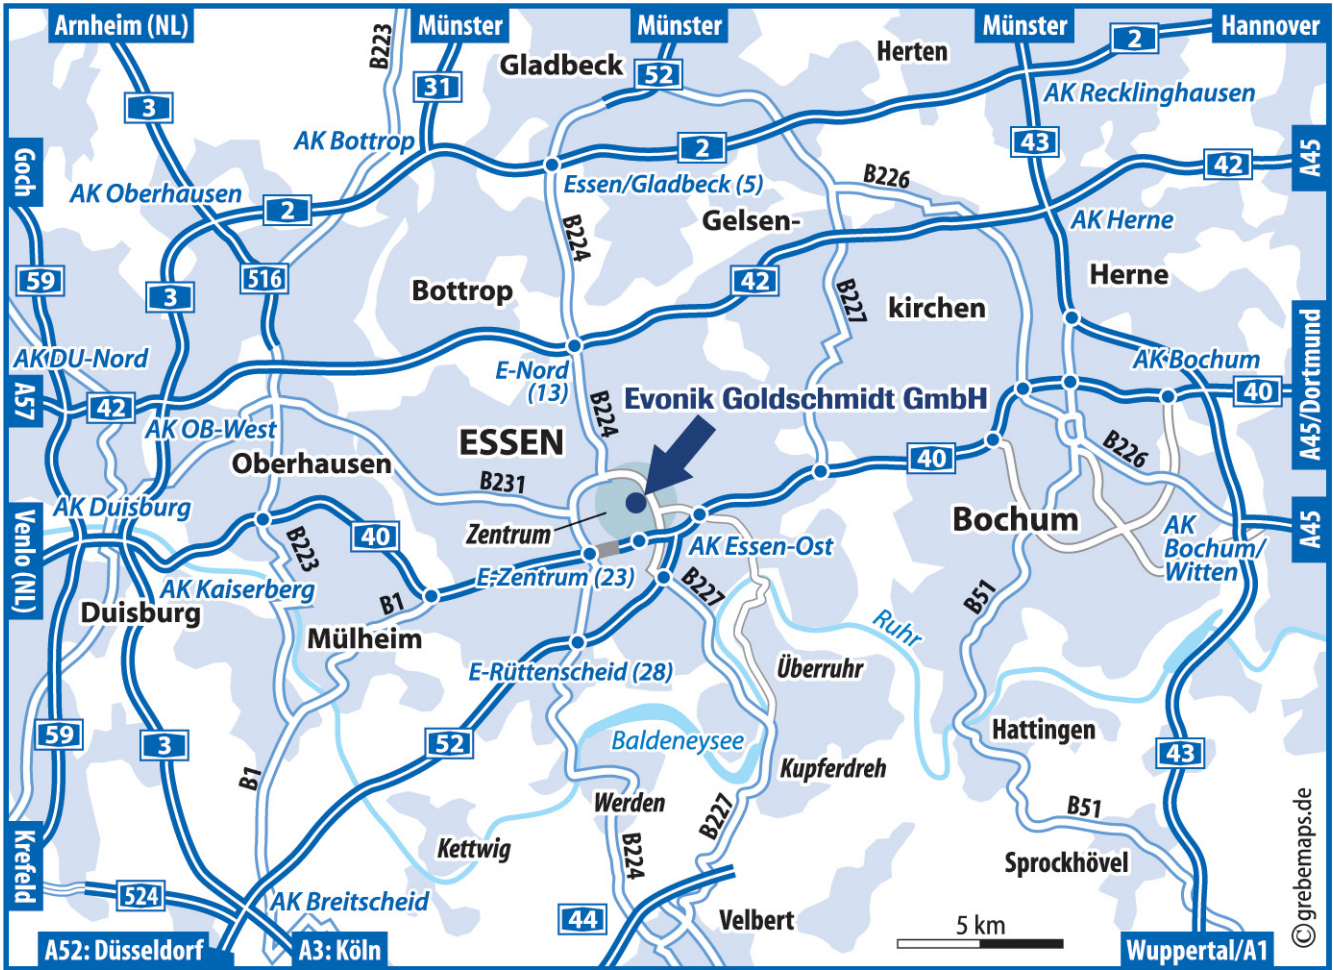 Arnheim (NL)
Münster
Münster
Münster
Hannover
B223
Gladbeck
Herten
2
52
31
3
AK Recklinghausen
AK Bottrop
43
2
Goch
A45
42
AK Oberhausen
Essen/Gladbeck (5)
B226
2
Gelsen-
AK Herne
B224
516
59
3
Bottrop
42
Herne
B227
kirchen
AK DU-Nord
E-Nord
(13)
AK Bochum
A57
42
Evonik Goldschmidt GmbH
40
A45/Dortmund
B224
AK OB-West
ESSEN
Oberhausen
B231
40
B226
AK Duisburg
Zentrum
Bochum
AK
Bochum/
Witten
A45
Venlo (NL)
B223
40
AK Essen-Ost
AK Kaiserberg
E-Zentrum (23)
B227
B1
Duisburg
Mülheim
B51
Ruhr
E-Rüttenscheid (28)
Überruhr
59
3
52
Baldeneysee
Hattingen
43
B1
Kupferdreh
Werden
B227
B51
Kettwig
B224
Sprockhövel
Krefeld
524
AK Breitscheid
44
Velbert
5 km
©grebemaps.de
A52: Düsseldorf
A3: Köln
Wuppertal/A1